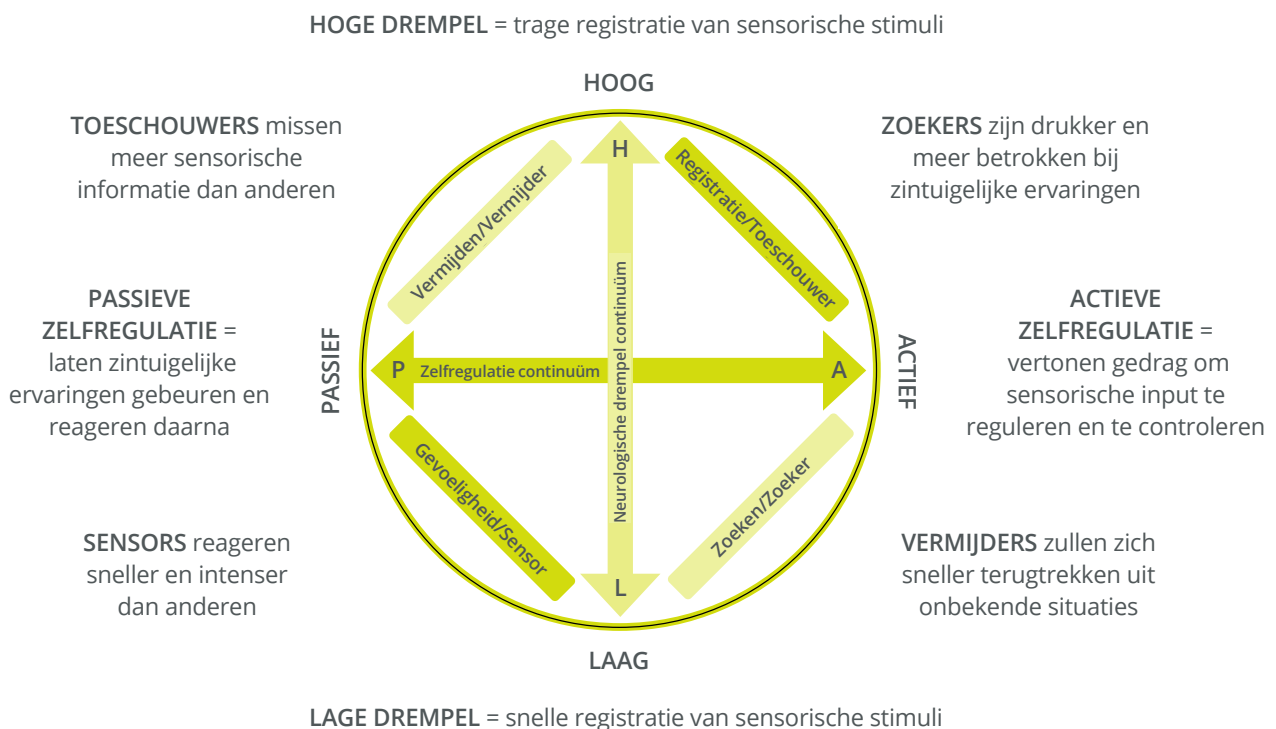 HOGE DREMPEL = trage registratie van sensorische stimuli
HOOG
TOESCHOUWERS missen
meer sensorische
informatie dan anderen
ZOEKERS zijn drukker en
meer betrokken bij
zintuigelijke ervaringen
H
Vermijden/Vermijder
Registratie/Toeschouwer
PASSIEVE
ZELFREGULATIE =
laten zintuigelijke
ervaringen gebeuren en
reageren daarna
PASSIEF
P
Zelfregulatie continuüm
Neurologische drempel continuüm
A
ACTIEF
ACTIEVE
ZELFREGULATIE =
vertonen gedrag om
sensorische input te
reguleren en te controleren
Gevoeligheid/Sensor
Zoeken/Zoeker
L
SENSORS reageren
sneller en intenser
dan anderen
VERMIJDERS zullen zich
sneller terugtrekken uit
onbekende situaties
LAAG
LAGE DREMPEL = snelle registratie van sensorische stimuli